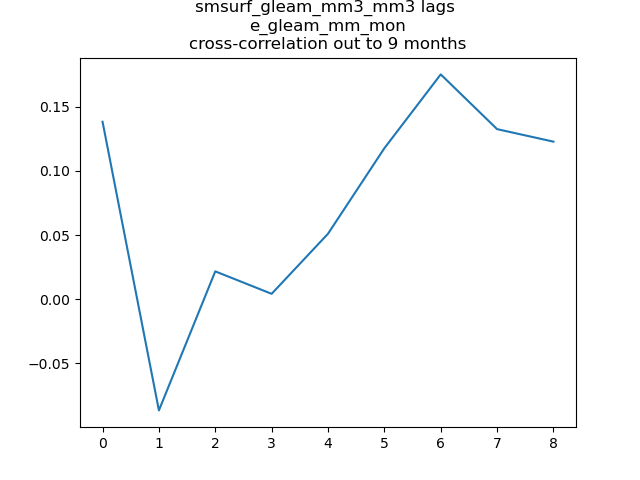 smsurf_gleam_mm3_mm3 lags
e_gleam_mm_mon
cross-correlation out to 9 months
0.15
0.10
0.05
0.00
−0.05
0 1 2 3 4 5 6 7 8